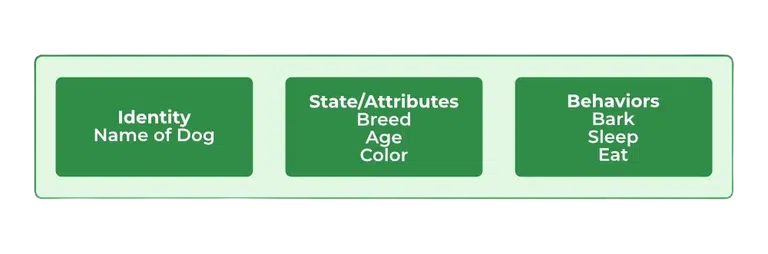 Identity
Name of Dog
State/Attributes
Breed
Age
Color
Behaviors
Bark
Sleep
Eat